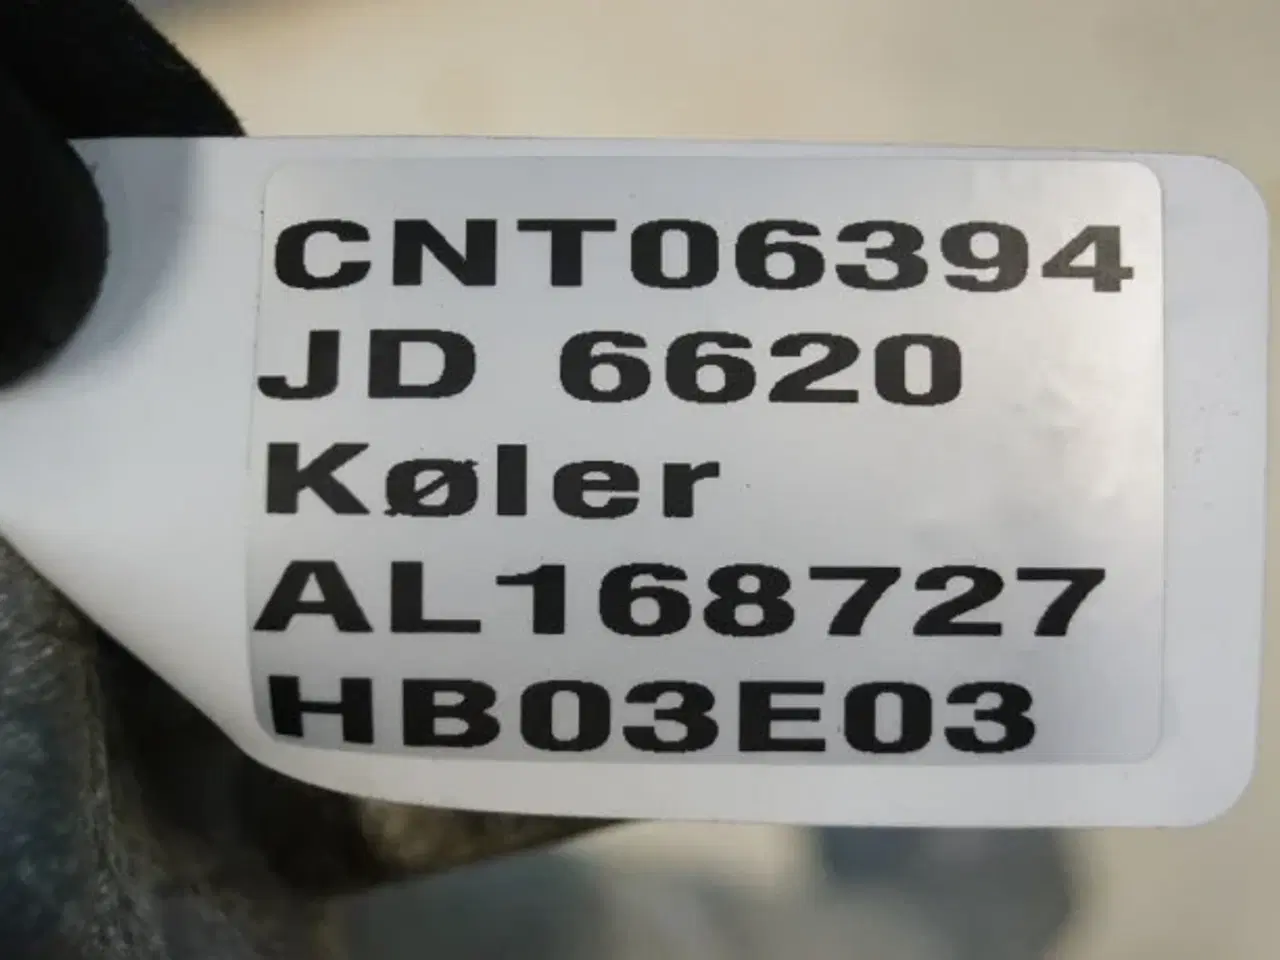 CNT06394
JD 6620
Køler
AL168727
HB03E03